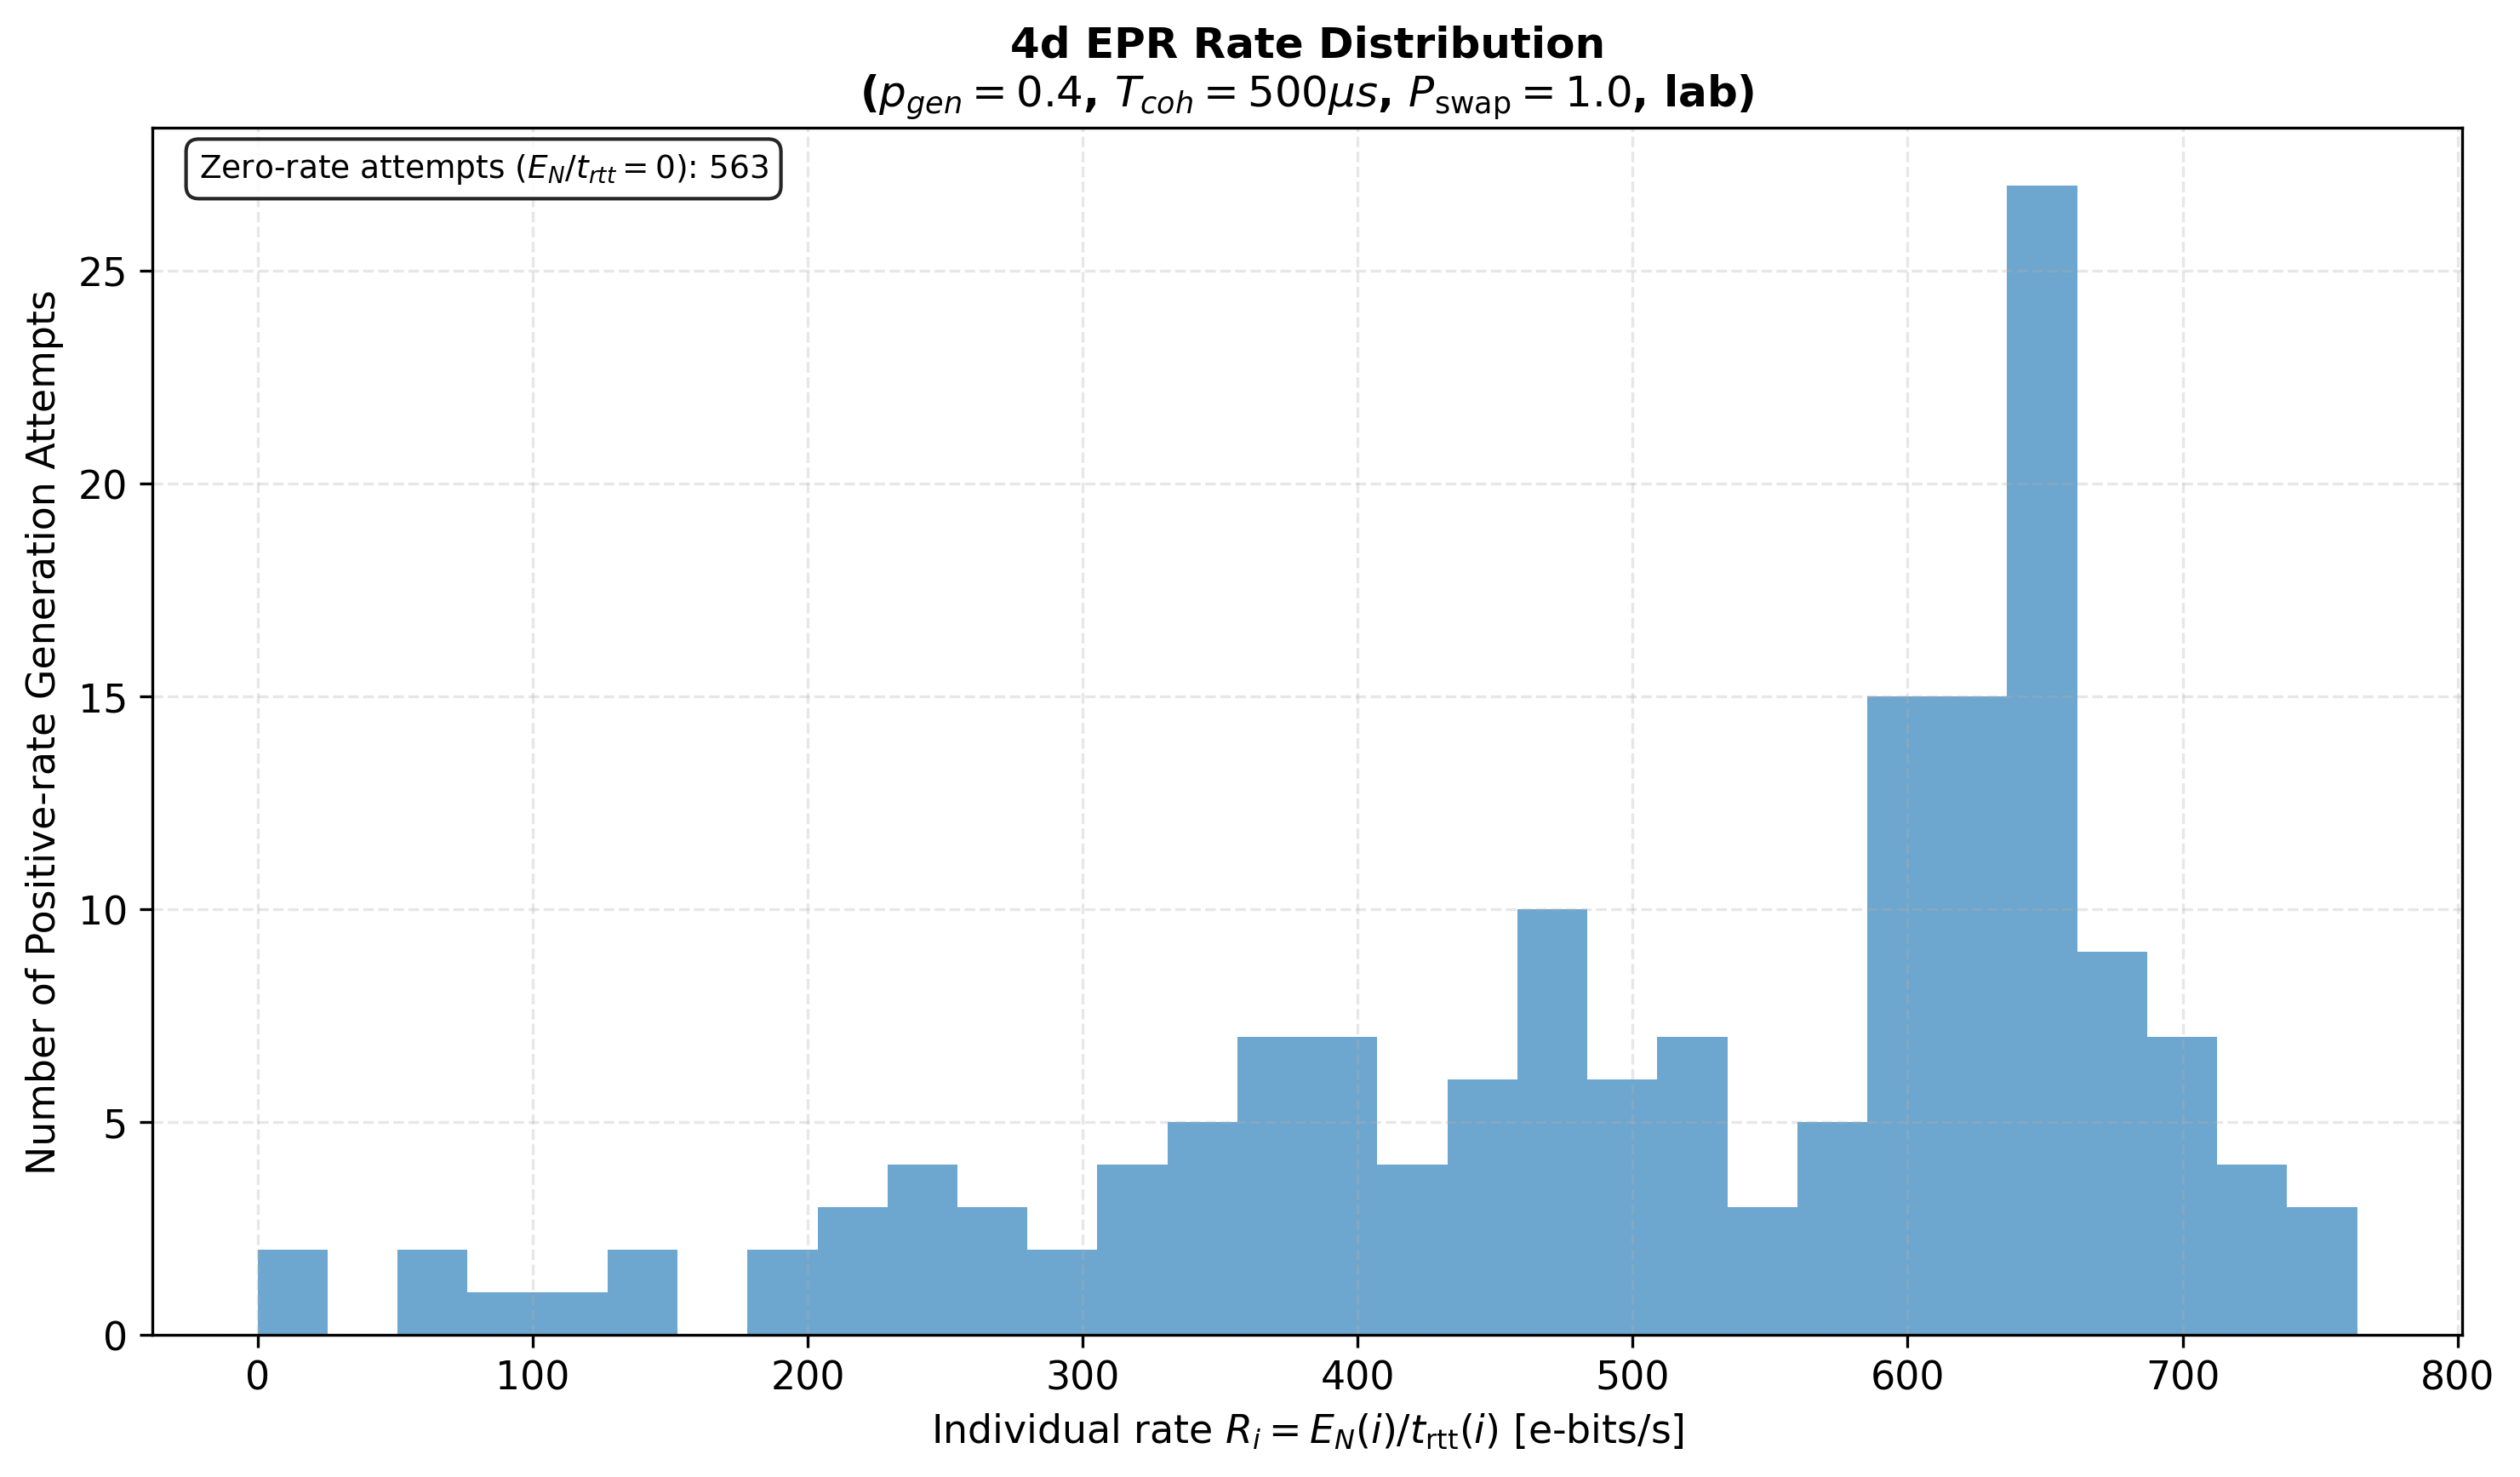 4d EPR Rate Distribution
(p_gen = 0.4, T_coh = 500μs, P_swap = 1.0, lab)
Zero-rate attempts (E_N/t_rtt = 0): 563
Number of Positive-rate Generation Attempts
25
20
15
10
5
0
0 100 200 300 400 500 600 700 800
Individual rate R_i = E_N(i)/t_rtt(i) [e-bits/s]